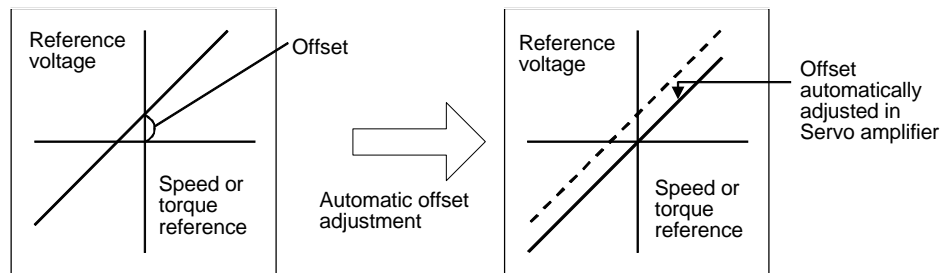 Reference
voltage
Offset
Speed or
torque
reference
Automatic offset
adjustment
Reference
voltage
Speed or
torque
reference
Offset
automatically
adjusted in
Servo amplifier